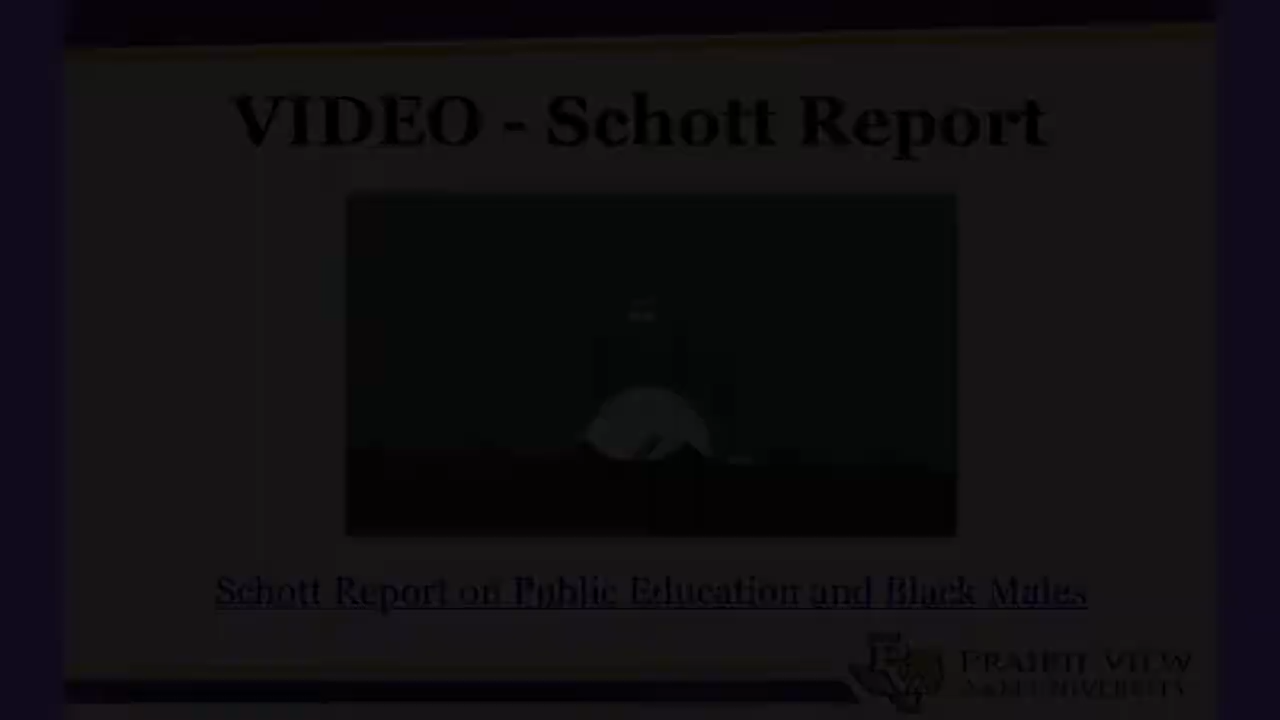 VIDEO - Schott Report
Schott Report on Public Education and Black Males
PRAIRIE VIEW
A&M UNIVERSITY